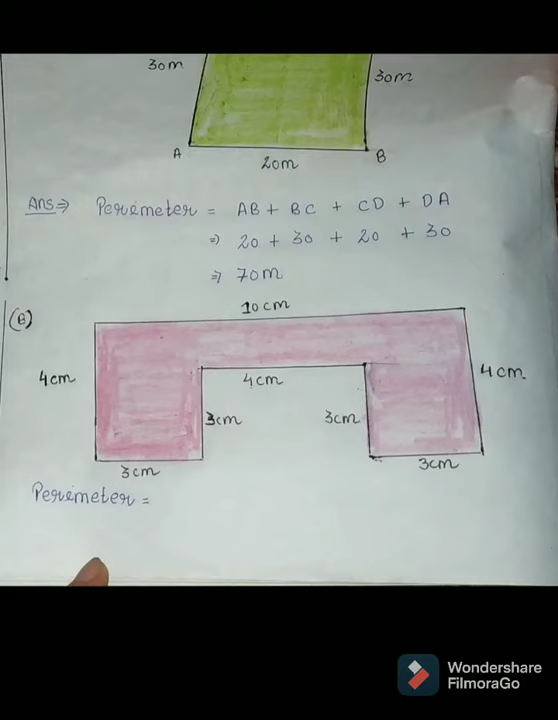 30m
30m
A
20m
B
Ans⇒ Perimeter = AB + BC + CD + DA
⇒ 20 + 30 + 20 + 30
⇒ 70m
(e)
10cm
4cm
4cm
4cm
3cm
3cm
3cm
3cm
Perimeter =
Wondershare
FilmoraGo